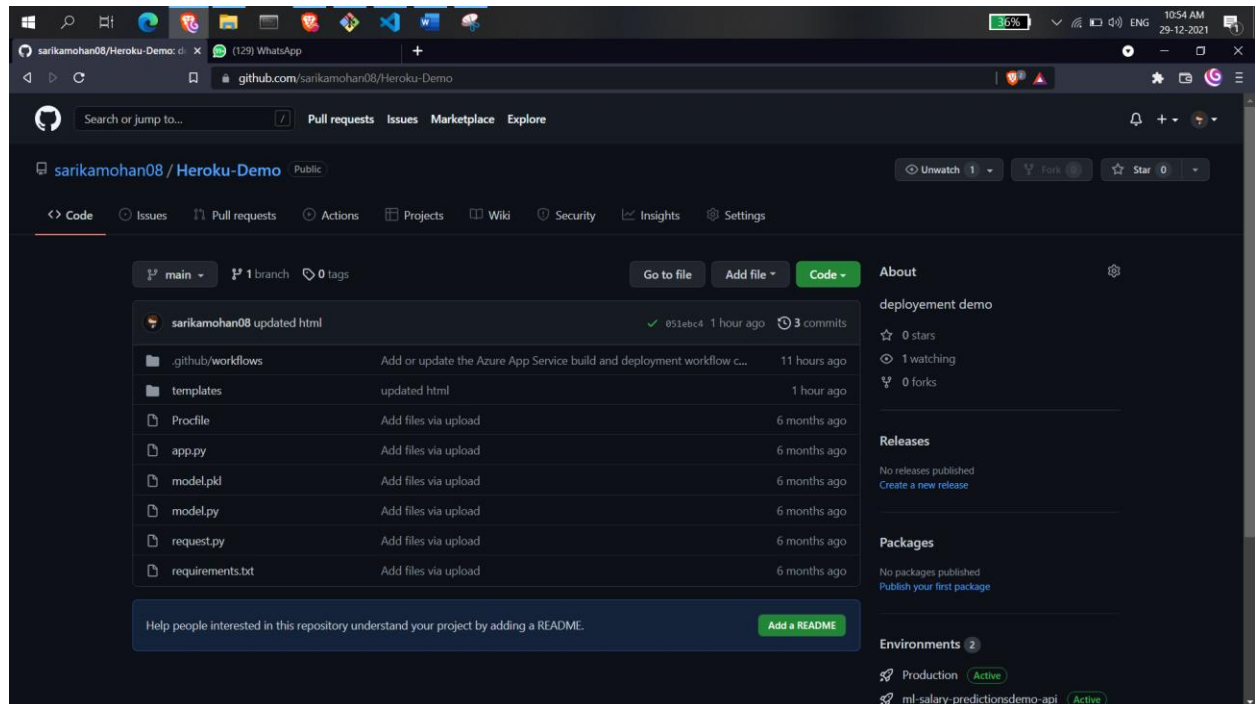 36% ENG 10:54 AM
29-12-2021
sarikamohan08/Heroku-Demo: d (129) WhatsApp +
github.com/sarikamohan08/Heroku-Demo
Search or jump to... / Pull requests Issues Marketplace Explore
sarikamohan08 / Heroku-Demo Public Unwatch 1 Fork 0 Star 0
<> Code Issues Pull requests Actions Projects Wiki Security Insights Settings
main 1 branch 0 tags Go to file Add file Code
sarikamohan08 updated html 051ebc4 1 hour ago 3 commits
.github/workflows Add or update the Azure App Service build and deployment workflow c... 11 hours ago
templates updated html 1 hour ago
Procfile Add files via upload 6 months ago
app.py Add files via upload 6 months ago
model.pkl Add files via upload 6 months ago
model.py Add files via upload 6 months ago
request.py Add files via upload 6 months ago
requirements.txt Add files via upload 6 months ago
Help people interested in this repository understand your project by adding a README. Add a README
About
deployement demo
0 stars
1 watching
0 forks
Releases
No releases published
Create a new release
Packages
No packages published
Publish your first package
Environments 2
Production Active
ml-salary-predictionsdemo-api Active